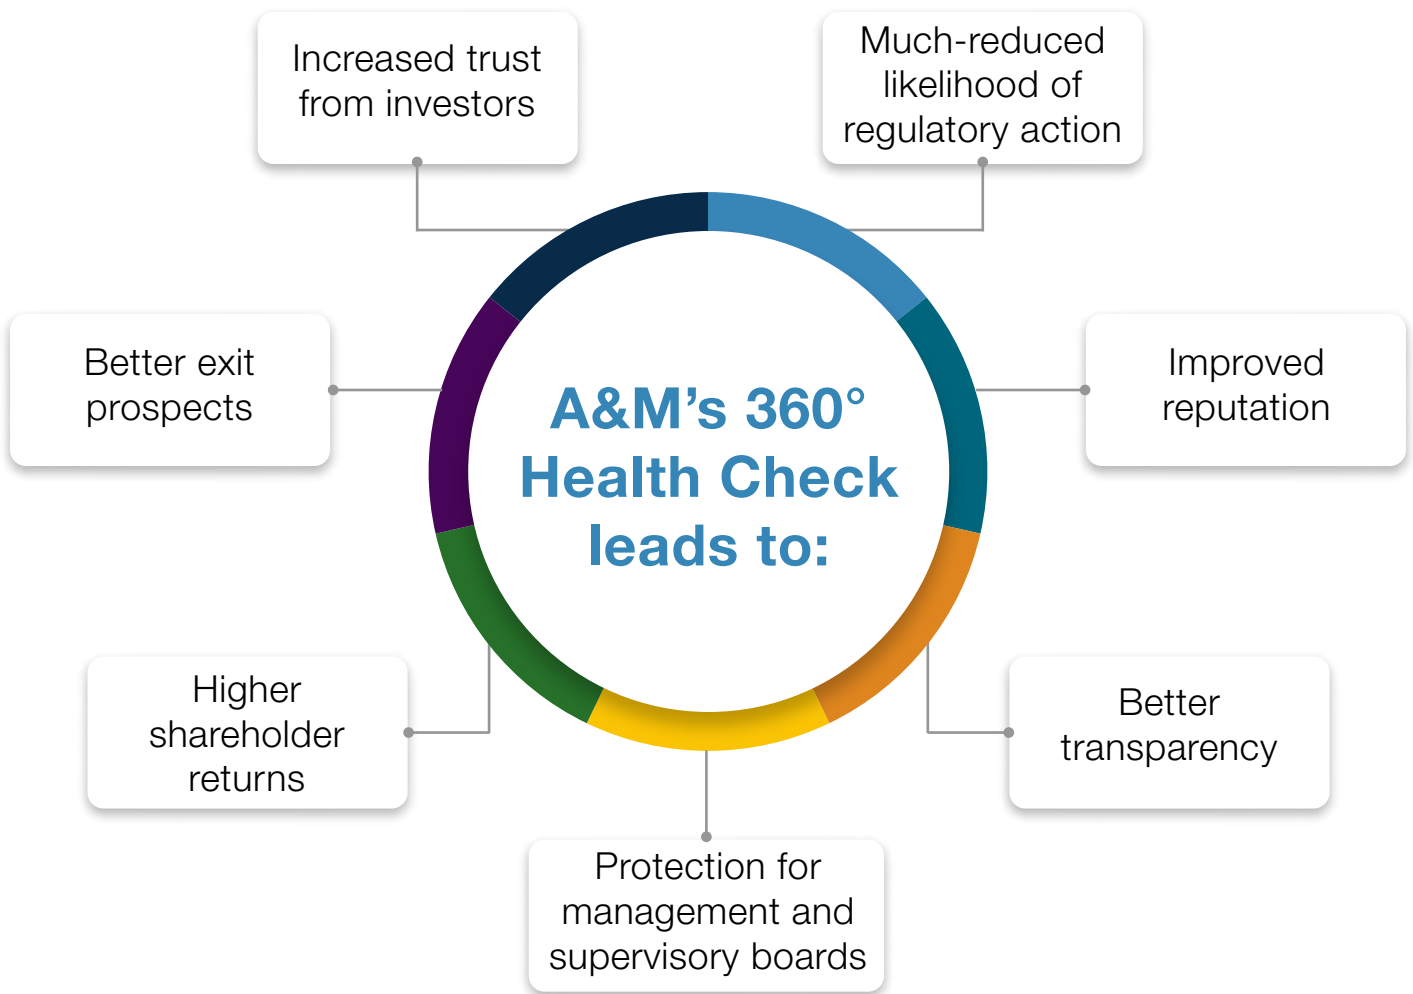 Increased trust
from investors
Much-reduced
likelihood of
regulatory action
Better exit
prospects
A&M’s 360°
Health Check
leads to:
Improved
reputation
Higher
shareholder
returns
Better
transparency
Protection for
management and
supervisory boards